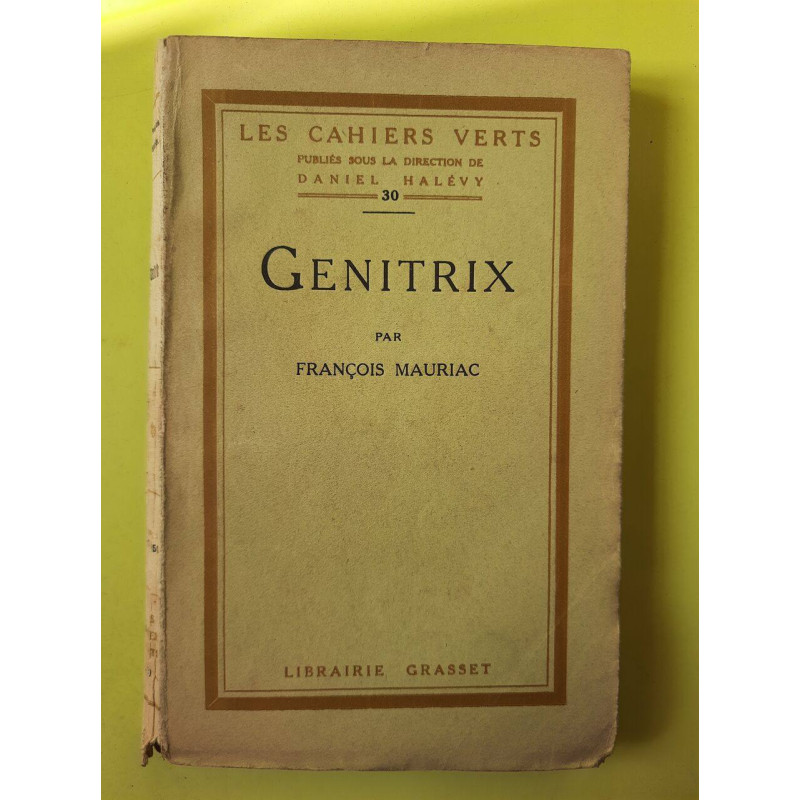 LES CAHIERS VERTS
PUBLIÉS SOUS LA DIRECTION DE
DANIEL HALÉVY
30
GENITRIX
PAR
FRANÇOIS MAURIAC
LIBRAIRIE GRASSET